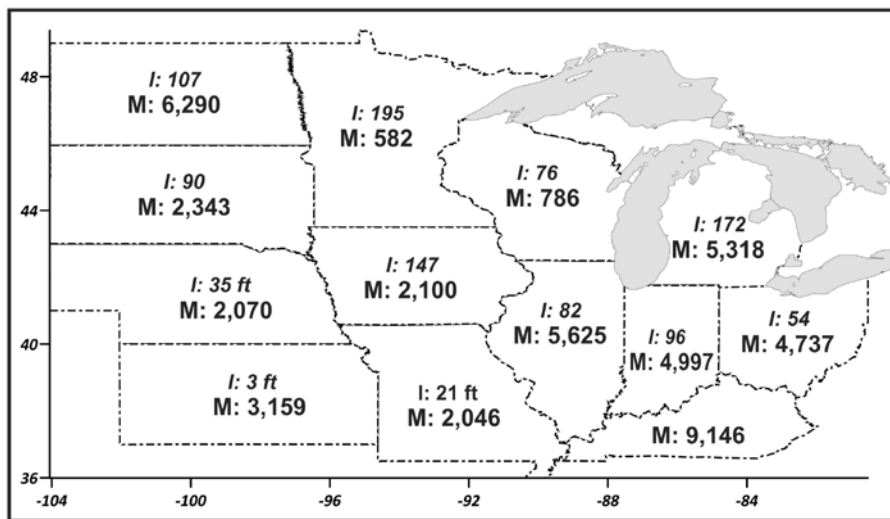 48
I: 107
M: 6,290
I: 195
M: 582
I: 76
M: 786
I: 90
M: 2,343
44
I: 172
M: 5,318
I: 147
M: 2,100
I: 35 ft
M: 2,070
I: 82
M: 5,625
I: 54
M: 4,737
I: 96
M: 4,997
40
I: 3 ft
M: 3,159
I: 21 ft
M: 2,046
M: 9,146
36
-104 -100 -96 -92 -88 -84